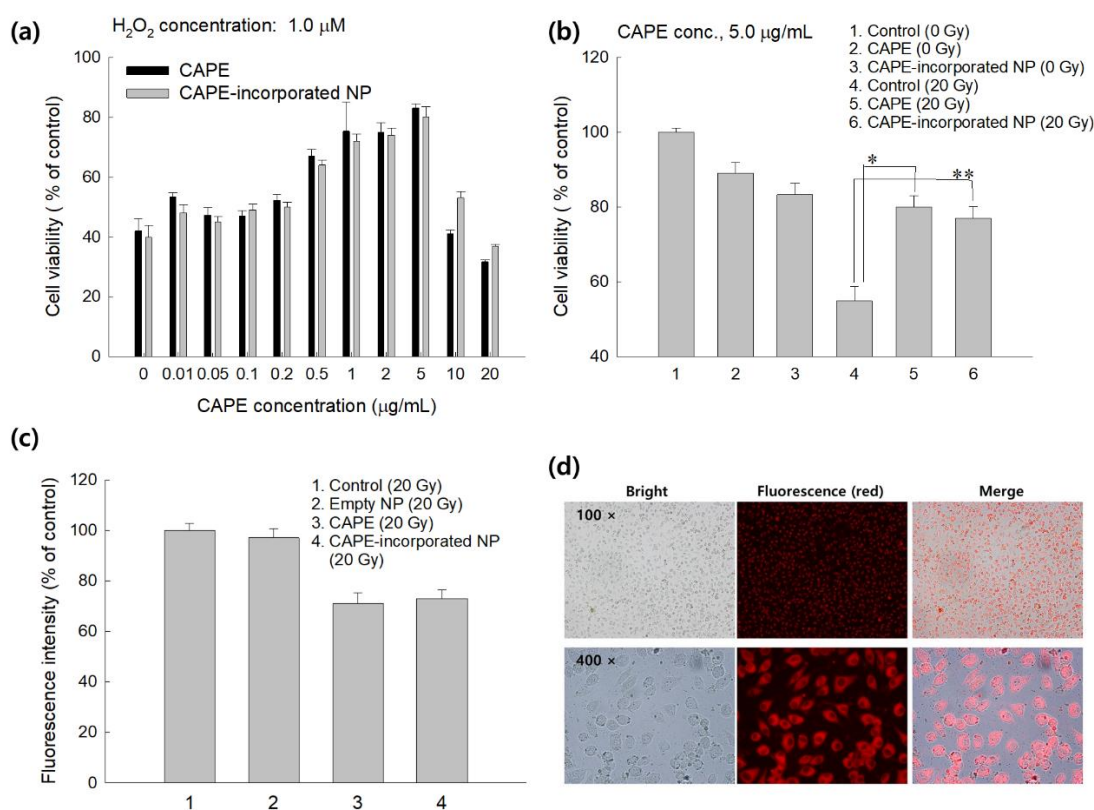 (a)
H₂O₂ concentration: 1.0 μM
CAPE
CAPE-incorporated NP
Cell viability ( % of control)
100
80
60
40
20
0
0 0.01 0.05 0.1 0.2 0.5 1 2 5 10 20
CAPE concentration (μg/mL)
(b)
CAPE conc., 5.0 μg/mL
1. Control (0 Gy)
2. CAPE (0 Gy)
3. CAPE-incorporated NP (0 Gy)
4. Control (20 Gy)
5. CAPE (20 Gy)
6. CAPE-incorporated NP (20 Gy)
Cell viability ( % of control)
120
100
80
60
40
* **
1 2 3 4 5 6
(c)
1. Control (20 Gy)
2. Empty NP (20 Gy)
3. CAPE (20 Gy)
4. CAPE-incorporated NP
(20 Gy)
Fluorescence intensity (% of control)
120
100
80
60
40
20
0
1 2 3 4
(d)
Bright Fluorescence (red) Merge
100 ×
400 ×